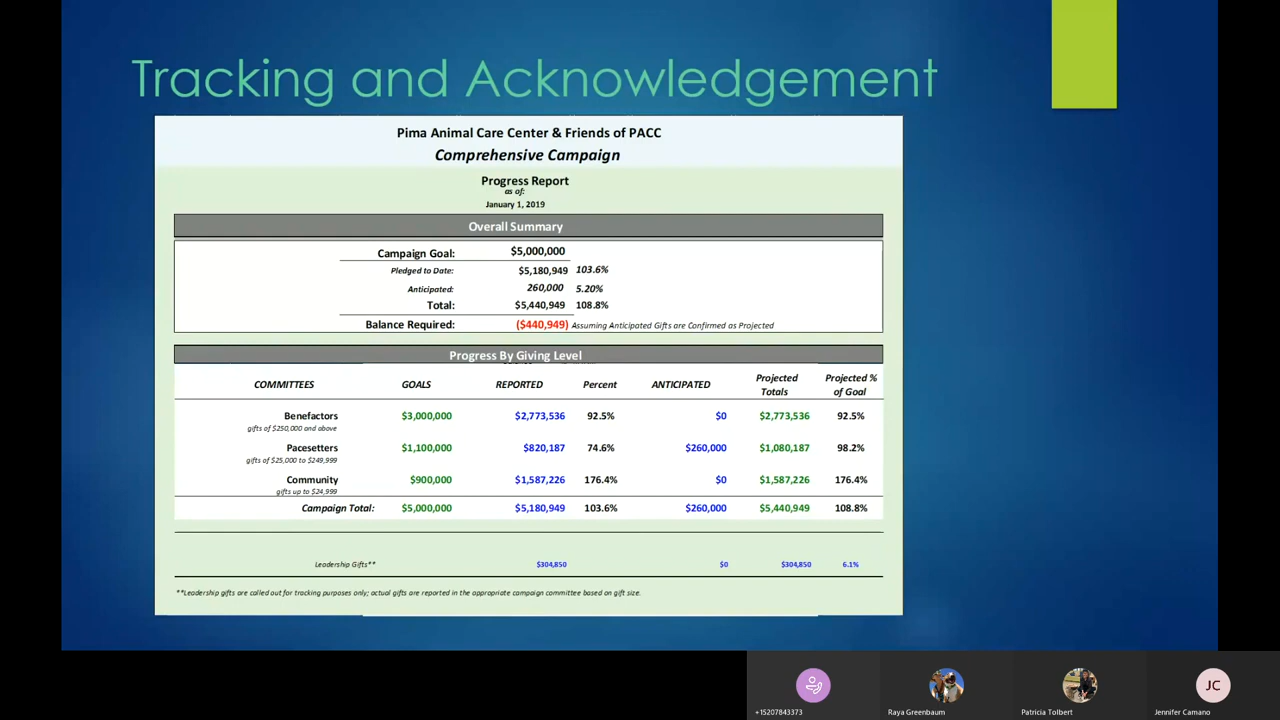 Tracking and Acknowledgement
Pima Animal Care Center & Friends of PACC
Comprehensive Campaign
Progress Report
as of:
January 1, 2019
Overall Summary
Campaign Goal: $5,000,000
Pledged to Date: $5,180,949 103.6%
Anticipated: 260,000 5.20%
Total: $5,440,949 108.8%
Balance Required: ($440,949) Assuming Anticipated Gifts are Confirmed as Projected
Progress By Giving Level
COMMITTEES GOALS REPORTED Percent ANTICIPATED Projected Totals Projected % of Goal
Benefactors $3,000,000 $2,773,536 92.5% $0 $2,773,536 92.5%
gifts of $250,000 and above
Pacesetters $1,100,000 $820,187 74.6% $260,000 $1,080,187 98.2%
gifts of $25,000 to $249,999
Community $900,000 $1,587,226 176.4% $0 $1,587,226 176.4%
gifts up to $24,999
Campaign Total: $5,000,000 $5,180,949 103.6% $260,000 $5,440,949 108.8%
Leadership Gifts** $304,850 $0 $304,850 6.1%
**Leadership gifts are called out for tracking purposes only; actual gifts are reported in the appropriate campaign committee based on gift size.
JC
+15207843373 Raya Greenbaum Patricia Tolbert Jennifer Camano